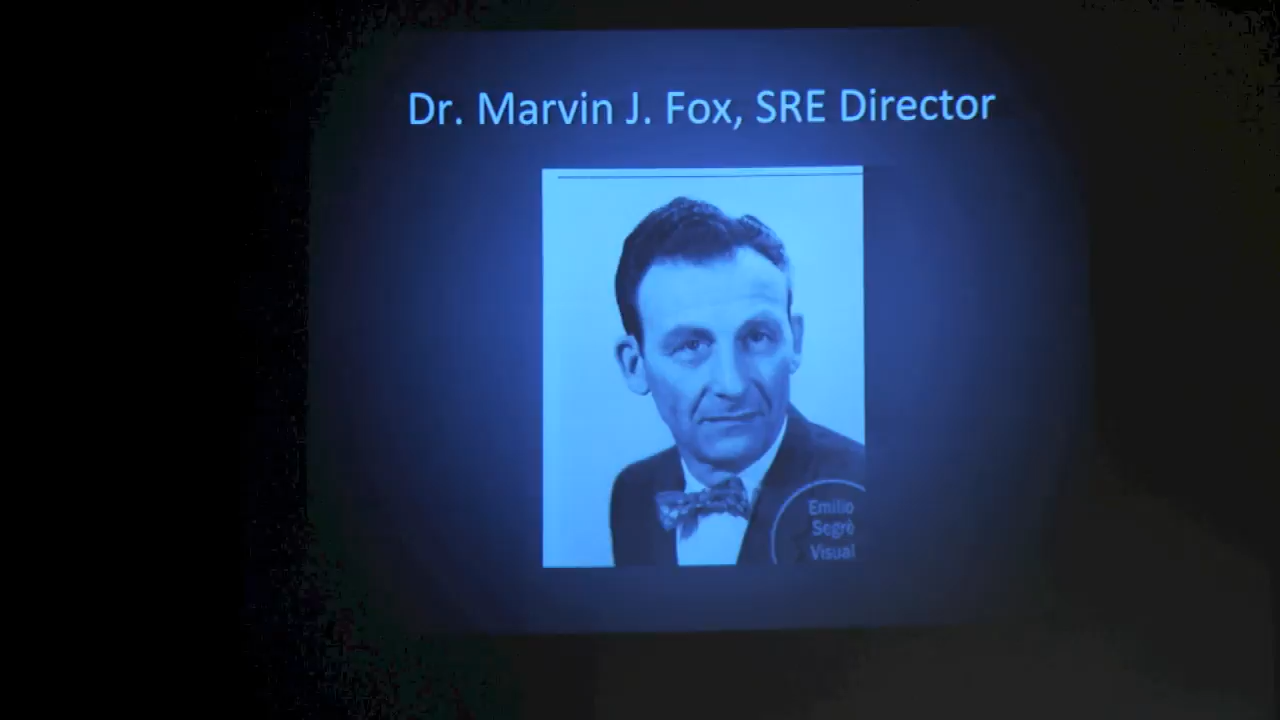 Dr. Marvin J. Fox, SRE Director
Emilio
Segrè
Visual